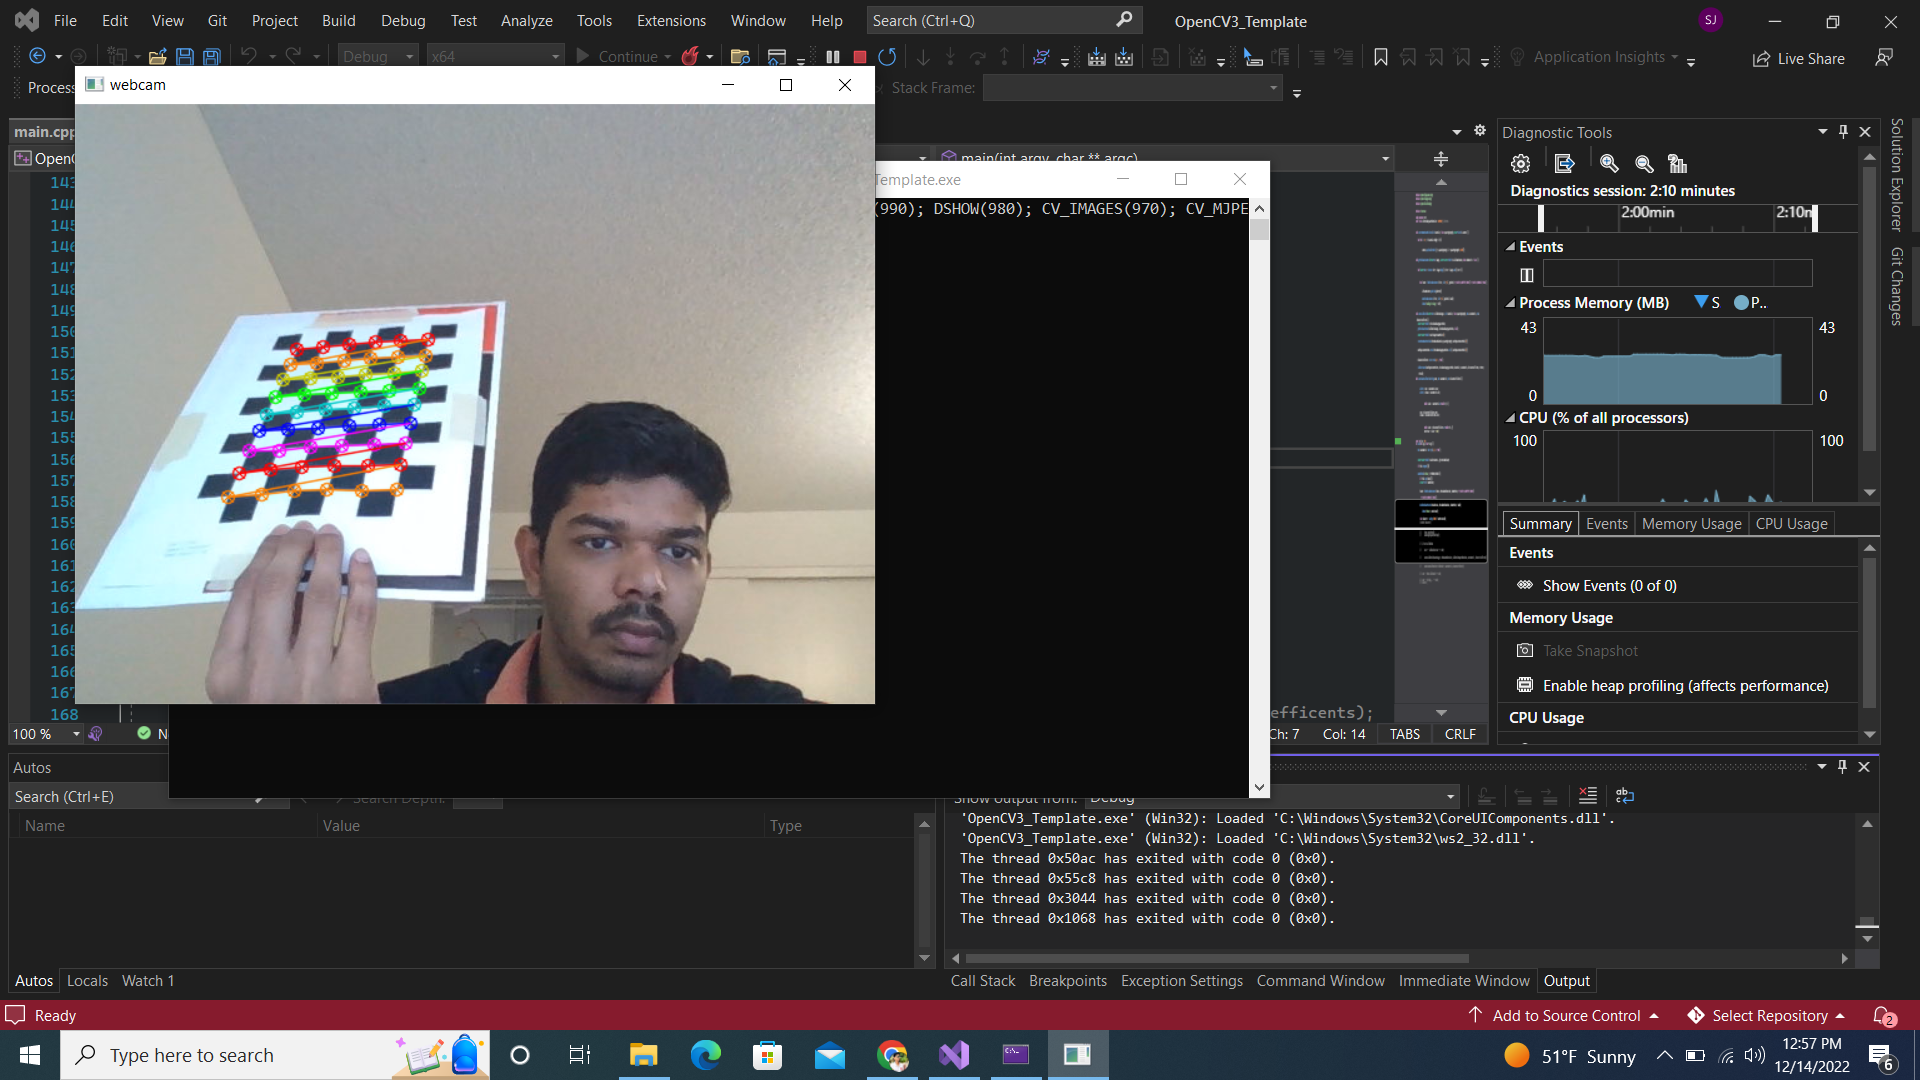 File Edit View Git Project Build Debug Test Analyze Tools Extensions Window Help Search (Ctrl+Q) OpenCV3_Template SJ
Debug x64 Continue Application Insights Live Share
Process Stack Frame:
webcam
main.cpp
OpenC main(int argv, char ** argc)
Template.exe
(990); DSHOW(980); CV_IMAGES(970); CV_MJPE
143
144
145
146
147
148
149
150
151
152
153
154
155
156
157
158
159
160
161
162
163
164
165
166
167
168
efficents);
100 % Ch: 7 Col: 14 TABS CRLF
Diagnostic Tools
Diagnostics session: 2:10 minutes
2:00min 2:10m
Events
Process Memory (MB) S P..
43 43
0 0
CPU (% of all processors)
100 100
Summary Events Memory Usage CPU Usage
Events
Show Events (0 of 0)
Memory Usage
Take Snapshot
Enable heap profiling (affects performance)
CPU Usage
Solution Explorer
Git Changes
Autos
Search (Ctrl+E) Search Depth:
Name Value Type
Autos Locals Watch 1
Show output from: Debug
'OpenCV3_Template.exe' (Win32): Loaded 'C:\Windows\System32\CoreUIComponents.dll'.
'OpenCV3_Template.exe' (Win32): Loaded 'C:\Windows\System32\ws2_32.dll'.
The thread 0x50ac has exited with code 0 (0x0).
The thread 0x55c8 has exited with code 0 (0x0).
The thread 0x3044 has exited with code 0 (0x0).
The thread 0x1068 has exited with code 0 (0x0).
Call Stack Breakpoints Exception Settings Command Window Immediate Window Output
Ready Add to Source Control Select Repository 2
Type here to search 51°F Sunny 12:57 PM
12/14/2022 6